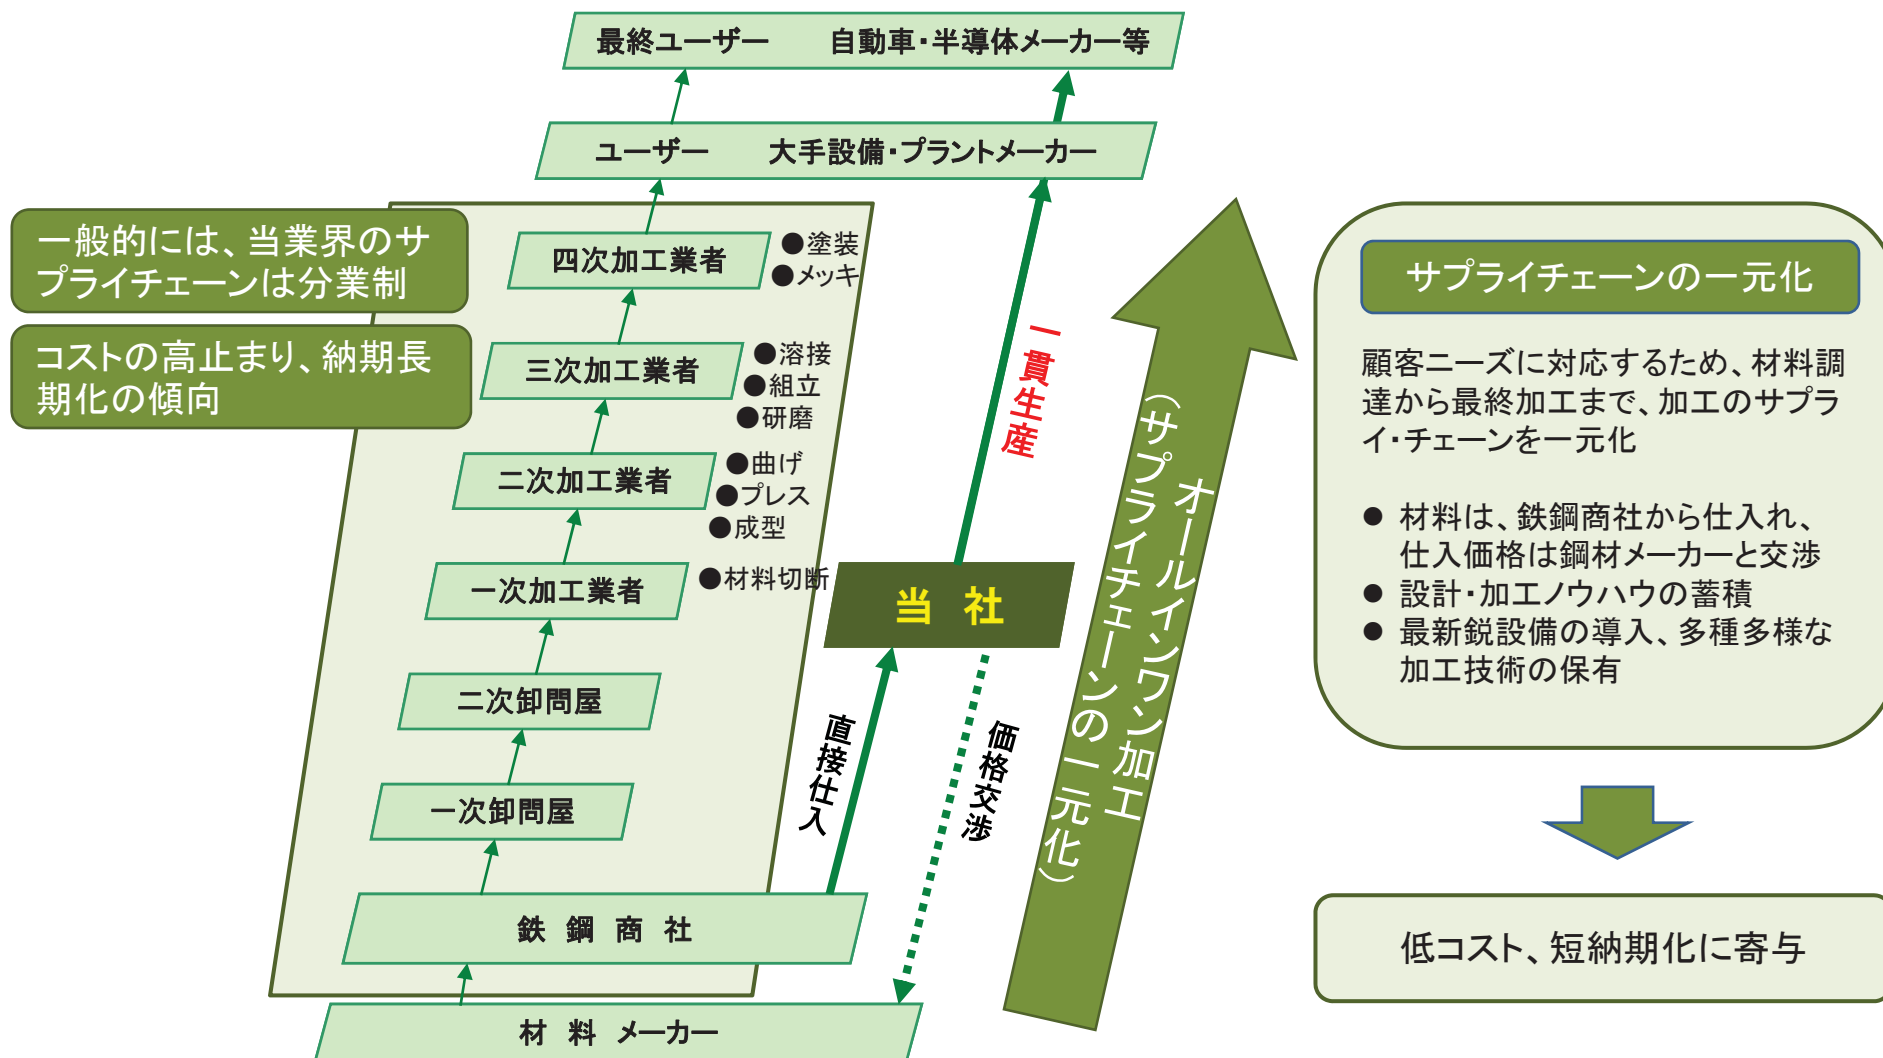 最終ユーザー　　自動車・半導体メーカー等
ユーザー　　大手設備・プラントメーカー
一般的には、当業界のサ
プライチェーンは分業制
コストの高止まり、納期長
期化の傾向
四次加工業者
●塗装
●メッキ
三次加工業者
●溶接
●組立
●研磨
二次加工業者
●曲げ
●プレス
●成型
一次加工業者
●材料切断
二次卸問屋
一次卸問屋
鉄 鋼 商 社
材 料 メーカー
一貫生産
当 社
直接仕入
価格交渉
オールインワン加工
（サプライチェーンの一元化）
サプライチェーンの一元化
顧客ニーズに対応するため、材料調
達から最終加工まで、加工のサプラ
イ・チェーンを一元化
● 材料は、鉄鋼商社から仕入れ、
仕入価格は鋼材メーカーと交渉
● 設計・加工ノウハウの蓄積
● 最新鋭設備の導入、多種多様な
加工技術の保有
低コスト、短納期化に寄与